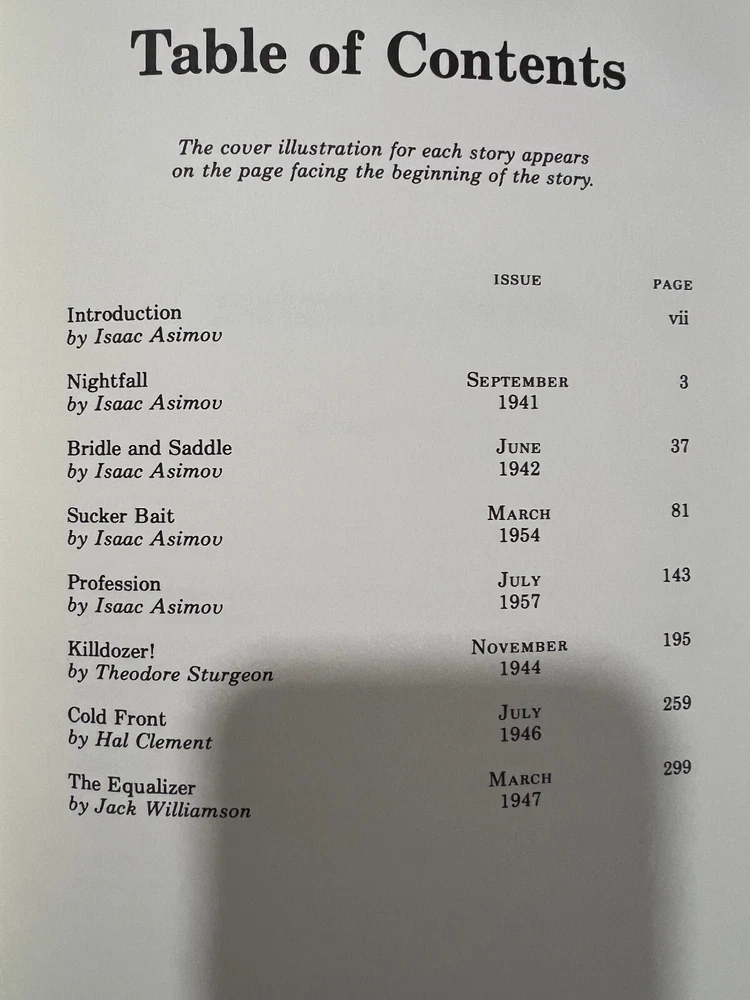 Table of Contents
The cover illustration for each story appears
on the page facing the beginning of the story.
ISSUE PAGE
Introduction vii
by Isaac Asimov
Nightfall SEPTEMBER 3
by Isaac Asimov 1941
Bridle and Saddle JUNE 37
by Isaac Asimov 1942
Sucker Bait MARCH 81
by Isaac Asimov 1954
Profession JULY 143
by Isaac Asimov 1957
Killdozer! NOVEMBER 195
by Theodore Sturgeon 1944
Cold Front JULY 259
by Hal Clement 1946
The Equalizer MARCH 299
by Jack Williamson 1947